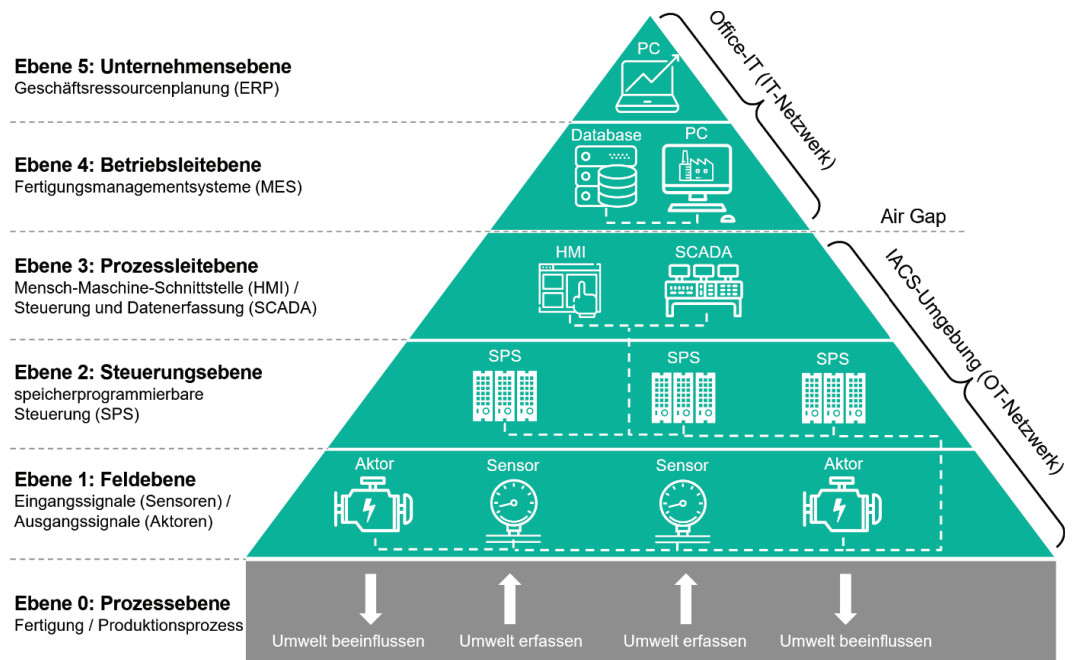 Ebene 5: Unternehmensebene
Geschäftsressourcenplanung (ERP)
PC
Office-IT (IT-Netzwerk)
Ebene 4: Betriebsleitebene
Fertigungsmanagementsysteme (MES)
Database
PC
Air Gap
Ebene 3: Prozessleitebene
Mensch-Maschine-Schnittstelle (HMI) /
Steuerung und Datenerfassung (SCADA)
HMI
SCADA
IACS-Umgebung (OT-Netzwerk)
Ebene 2: Steuerungsebene
speicherprogrammierbare
Steuerung (SPS)
SPS
SPS
SPS
Ebene 1: Feldebene
Eingangssignale (Sensoren) /
Ausgangssignale (Aktoren)
Aktor
Sensor
Sensor
Aktor
Ebene 0: Prozessebene
Fertigung / Produktionsprozess
Umwelt beeinflussen
Umwelt erfassen
Umwelt erfassen
Umwelt beeinflussen